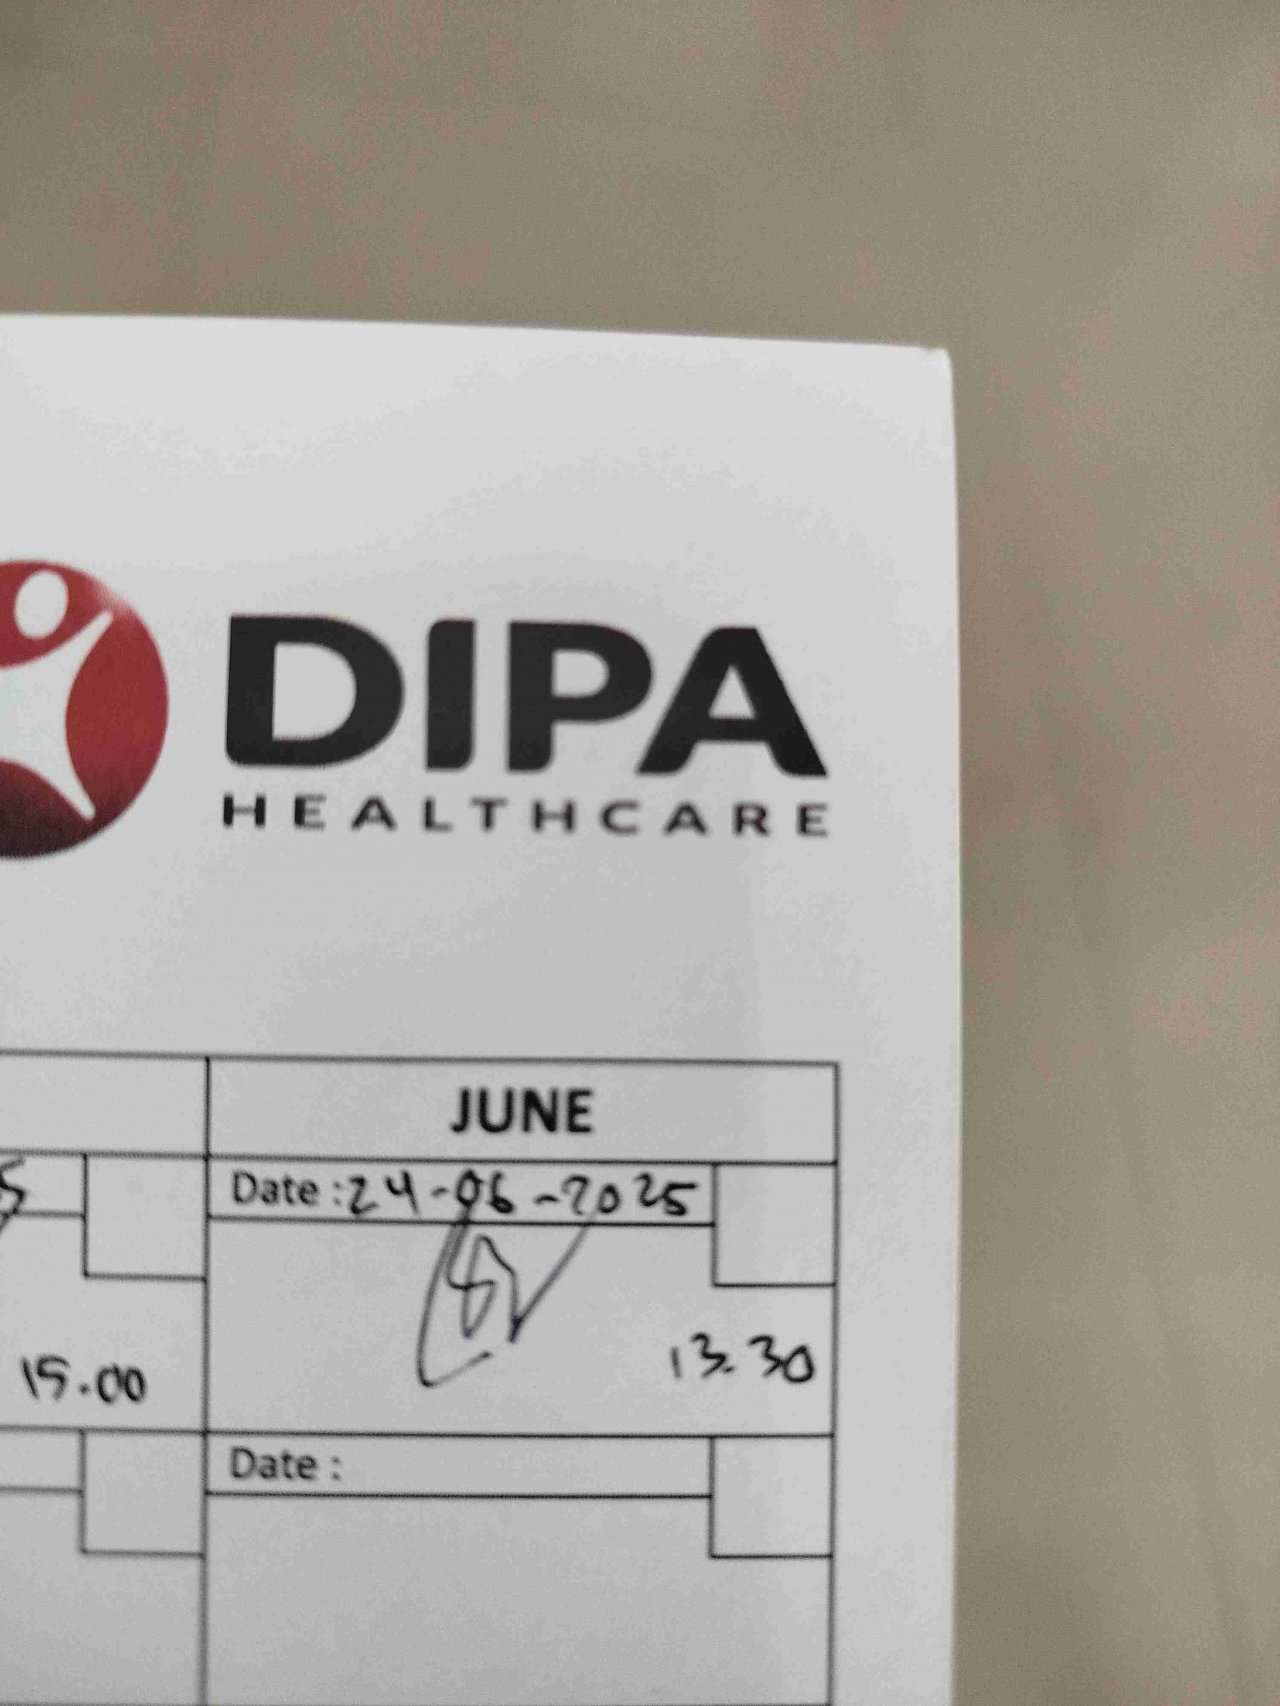 DIPA
HEALTHCARE
JUNE
Date : 24-06-2025
15.00
13.30
Date :